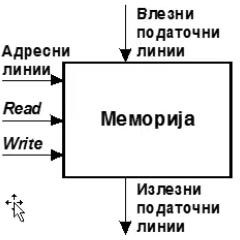 Влезни
податочни
линии
Адресни
линии
Read
Write
Меморија
Излезни
податочни
линии